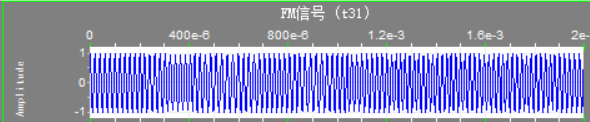 FM信号 (t31)
0 400e-6 800e-6 1.2e-3 1.6e-3 2e-
1
Amplitude
0
-1